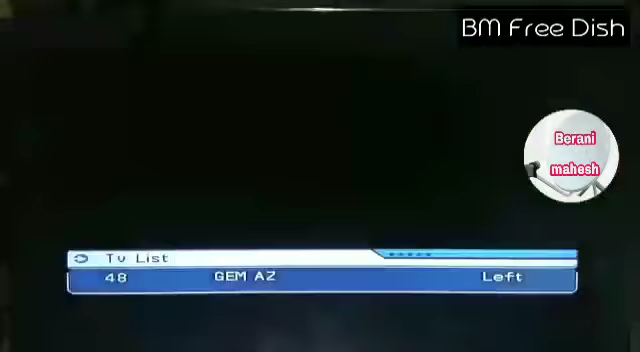 BM Free Dish
Berani
mahesh
Tv List
48 GEM AZ Left